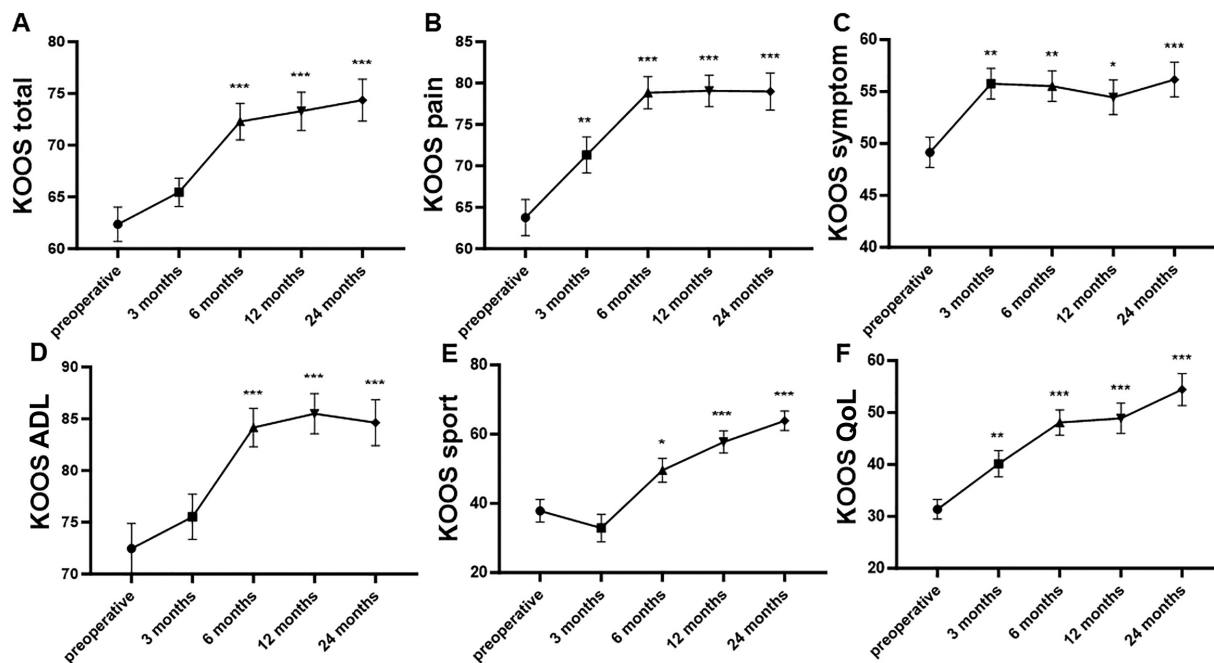 A
KOOS total
80
75
70
65
60
***
***
***
preoperative
3 months
6 months
12 months
24 months
B
KOOS pain
85
80
75
70
65
60
**
***
***
***
preoperative
3 months
6 months
12 months
24 months
C
KOOS symptom
60
55
50
45
40
**
**
*
***
preoperative
3 months
6 months
12 months
24 months
D
KOOS ADL
90
85
80
75
70
***
***
***
preoperative
3 months
6 months
12 months
24 months
E
KOOS sport
80
60
40
20
*
***
***
preoperative
3 months
6 months
12 months
24 months
F
KOOS QoL
60
50
40
30
20
**
***
***
***
preoperative
3 months
6 months
12 months
24 months